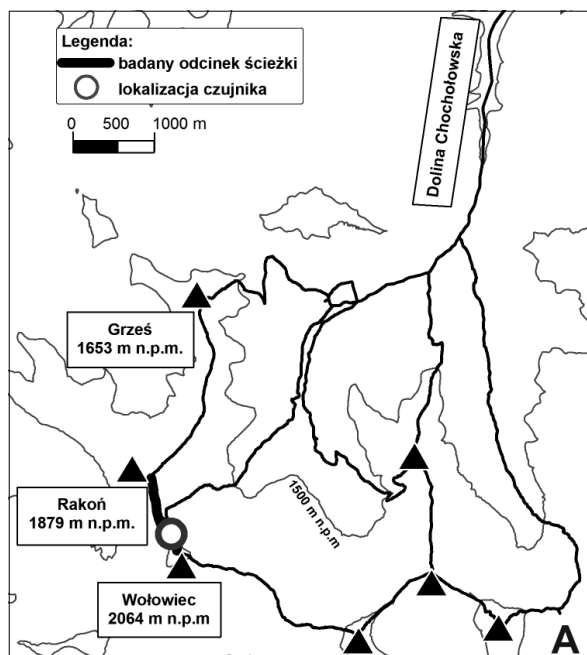 Legenda:
badany odcinek ścieżki
lokalizacja czujnika
0 500 1000 m
Dolina Chochołowska
Grześ
1653 m n.p.m.
Rakoń
1879 m n.p.m.
1500 m n.p.m
Wołowiec
2064 m n.p.m
A